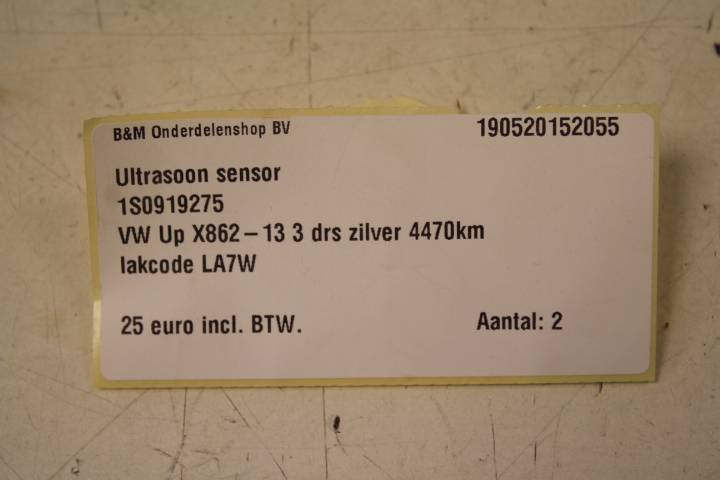 B&M Onderdelenshop BV 190520152055
Ultrasoon sensor
1S0919275
VW Up X862-13 3 drs zilver 4470km
lakcode LA7W
25 euro incl. BTW. Aantal: 2